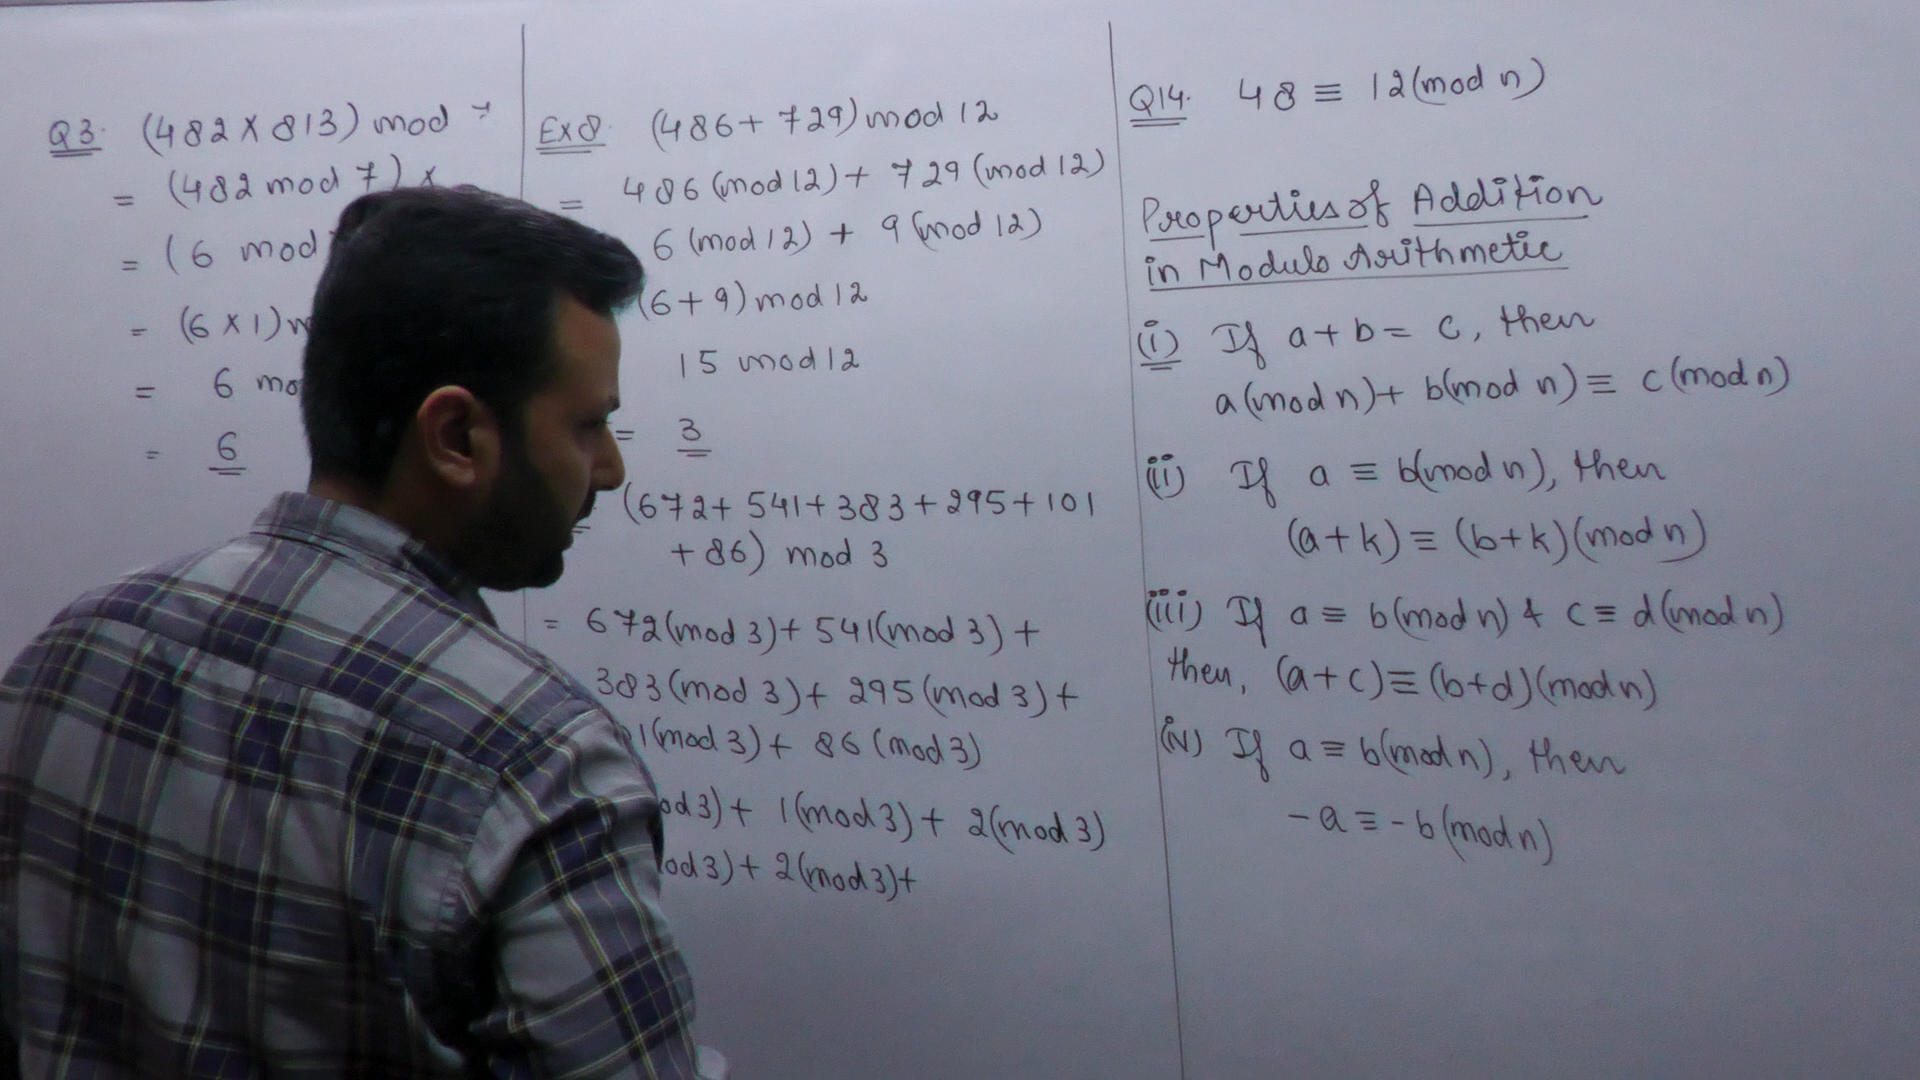 Q3. (482 × 813) mod 7
= (482 mod 7) ×
= (6 mod
= (6 × 1) m
= 6 mo
= 6
Ex8. (486 + 729) mod 12
= 486 (mod 12) + 729 (mod 12)
6 (mod 12) + 9 (mod 12)
(6 + 9) mod 12
15 mod 12
= 3
(672 + 541 + 383 + 295 + 101
+ 86) mod 3
= 672(mod 3) + 541(mod 3) +
383(mod 3) + 295(mod 3) +
1(mod 3) + 86 (mod 3)
od 3) + 1(mod 3) + 2(mod 3)
od 3) + 2(mod 3) +
Q14. 48 ≡ 12(mod n)
Properties of Addition
in Modulo Arithmetic
(i) If a + b = c, then
a(mod n) + b(mod n) ≡ c(mod n)
(ii) If a ≡ b(mod n), then
(a + k) ≡ (b + k)(mod n)
(iii) If a ≡ b(mod n) & c ≡ d(mod n)
then, (a + c) ≡ (b + d)(mod n)
(iv) If a ≡ b(mod n), then
-a ≡ -b(mod n)